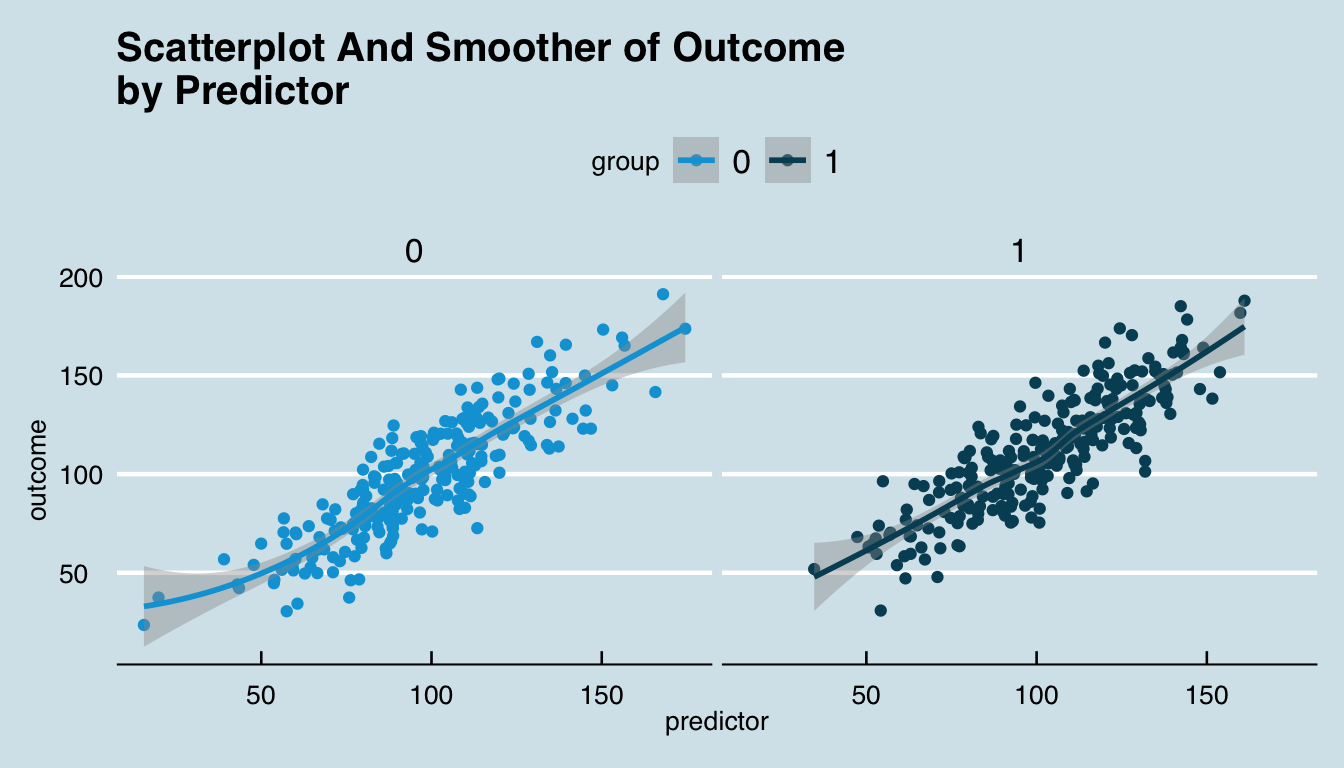 Scatterplot And Smoother of Outcome
by Predictor
group 0 1
0 1
200
150
100
50
outcome
50 100 150 50 100 150
predictor